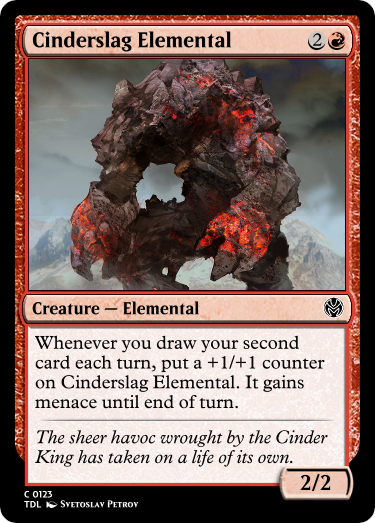 Cinderslag Elemental 2
Creature — Elemental
Whenever you draw your second
card each turn, put a +1/+1 counter
on Cinderslag Elemental. It gains
menace until end of turn.
The sheer havoc wrought by the Cinder
King has taken on a life of its own.
2/2
C 0123
TDL Svetoslav Petrov